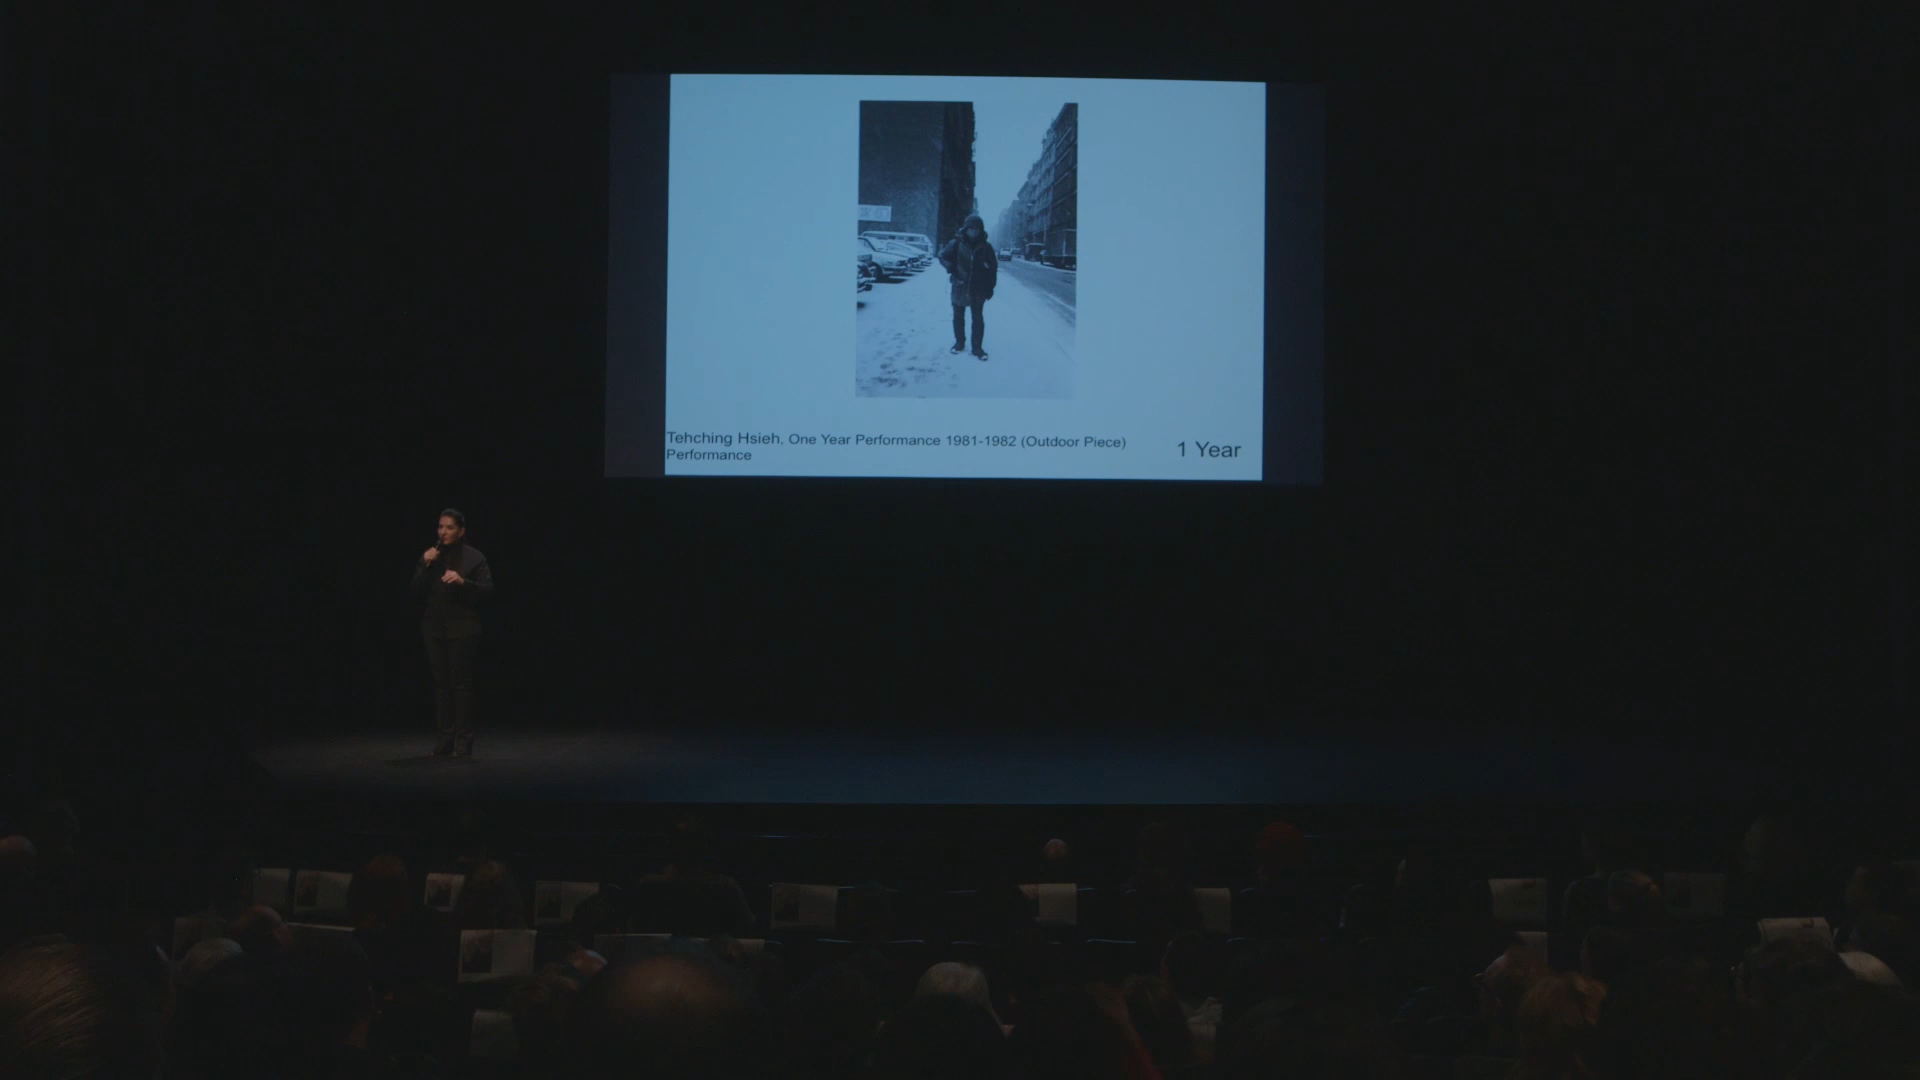 Tehching Hsieh. One Year Performance 1981-1982 (Outdoor Piece)
Performance
1 Year